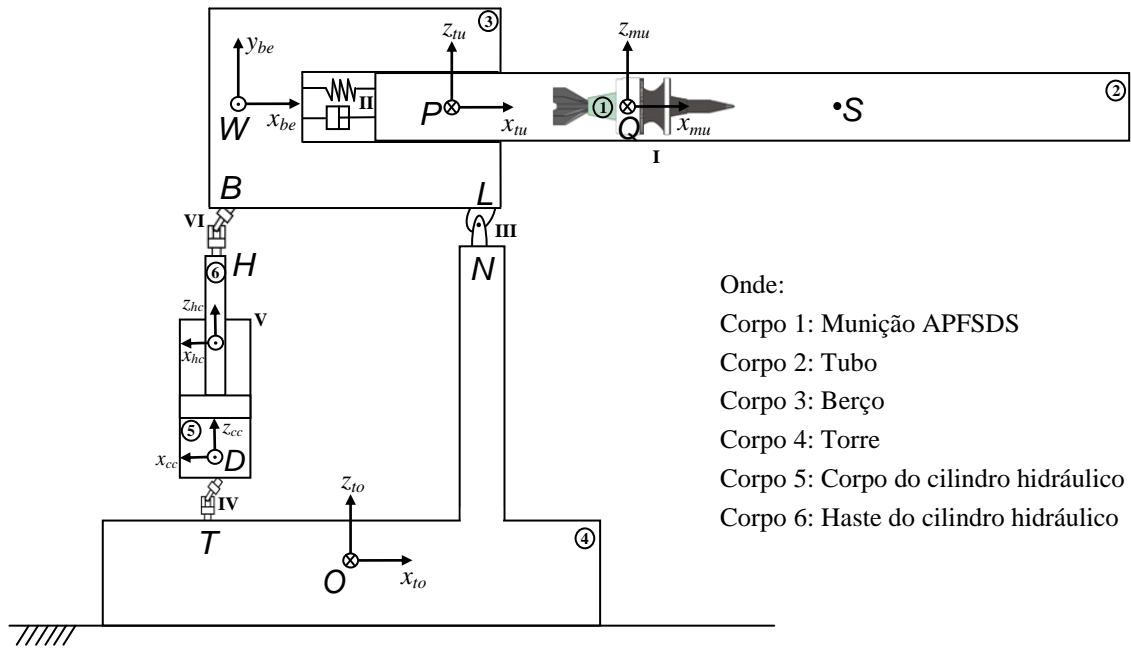 ③
z_tu
z_mu
y_be
②
II
①
W
x_be
P
x_tu
Q
x_mu
•S
I
B
L
VI
III
⑥
H
N
z_hc
V
x_hc
⑤
z_cc
x_cc
D
IV
z_to
T
④
O
x_to
Onde:
Corpo 1: Munição APFSDS
Corpo 2: Tubo
Corpo 3: Berço
Corpo 4: Torre
Corpo 5: Corpo do cilindro hidráulico
Corpo 6: Haste do cilindro hidráulico